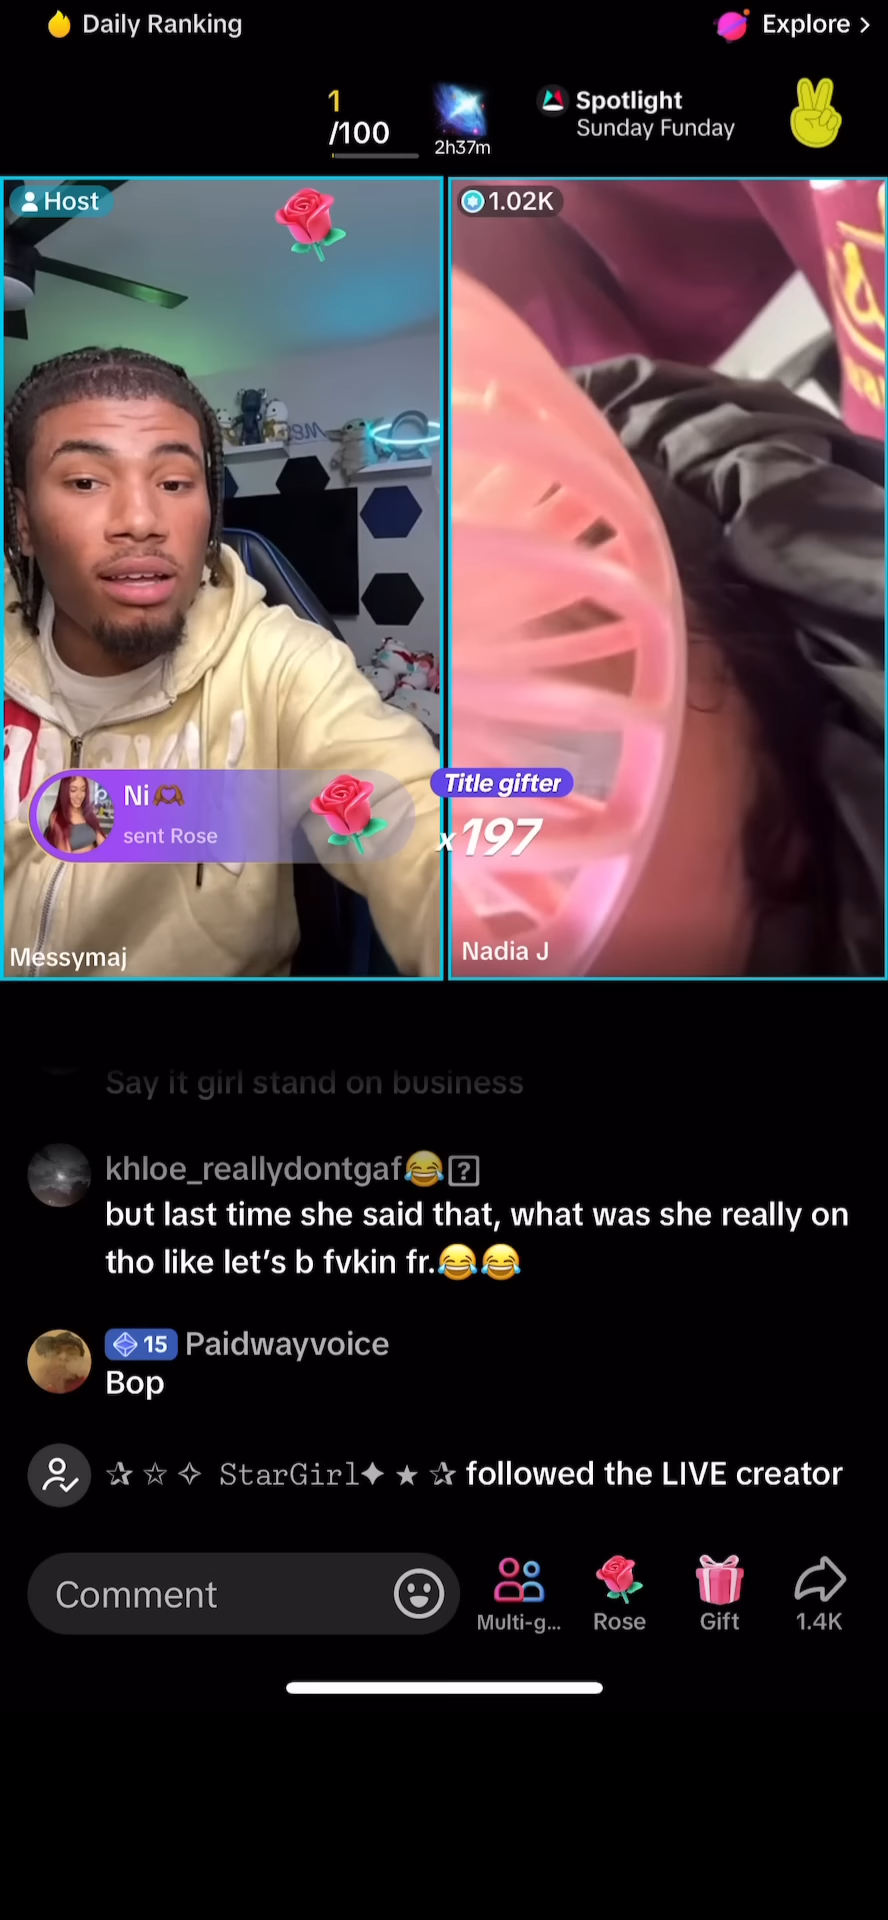 Daily Ranking
Explore >
1
/100
2h37m
Spotlight
Sunday Funday
Host
1.02K
Ni🫶🏾
sent Rose
Title gifter
x197
Messymaj
Nadia J
Say it girl stand on business
khloe_reallydontgaf😂
but last time she said that, what was she really on
tho like let’s b fvkin fr.😂😂
15 Paidwayvoice
Bop
✰ ☆ ✧ StarGirl✦ ★ ✰ followed the LIVE creator
Comment
Multi-g...
Rose
Gift
1.4K